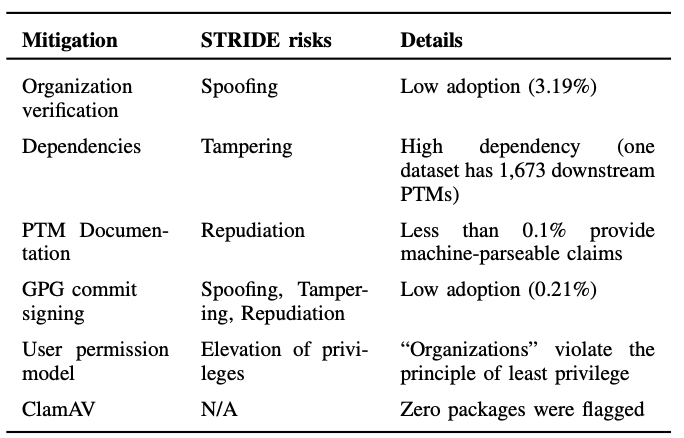 Mitigation STRIDE risks Details
Organization Spoofing Low adoption (3.19%)
verification
Dependencies Tampering High dependency (one
dataset has 1,673 downstream
PTMs)
PTM Documen- Repudiation Less than 0.1% provide
tation machine-parseable claims
GPG commit Spoofing, Tamper- Low adoption (0.21%)
signing ing, Repudiation
User permission Elevation of privi- “Organizations” violate the
model leges principle of least privilege
ClamAV N/A Zero packages were flagged